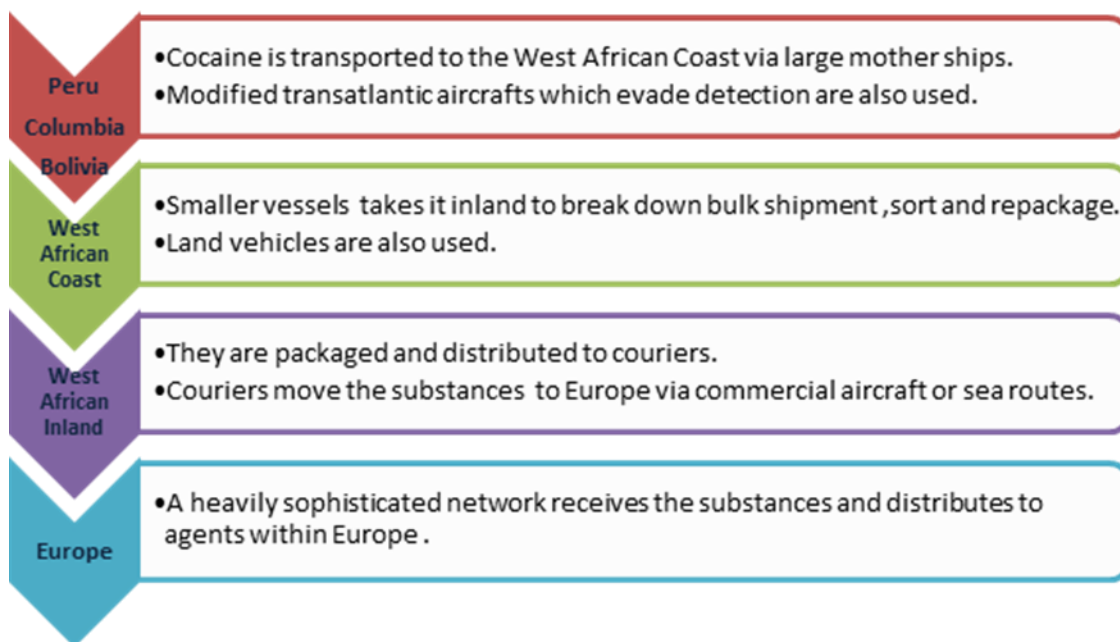 Peru
Columbia
Bolivia
•Cocaine is transported to the West African Coast via large mother ships.
•Modified transatlantic aircrafts which evade detection are also used.
West
African
Coast
•Smaller vessels takes it inland to break down bulk shipment ,sort and repackage.
•Land vehicles are also used.
West
African
Inland
•They are packaged and distributed to couriers.
•Couriers move the substances to Europe via commercial aircraft or sea routes.
Europe
•A heavily sophisticated network receives the substances and distributes to
agents within Europe .